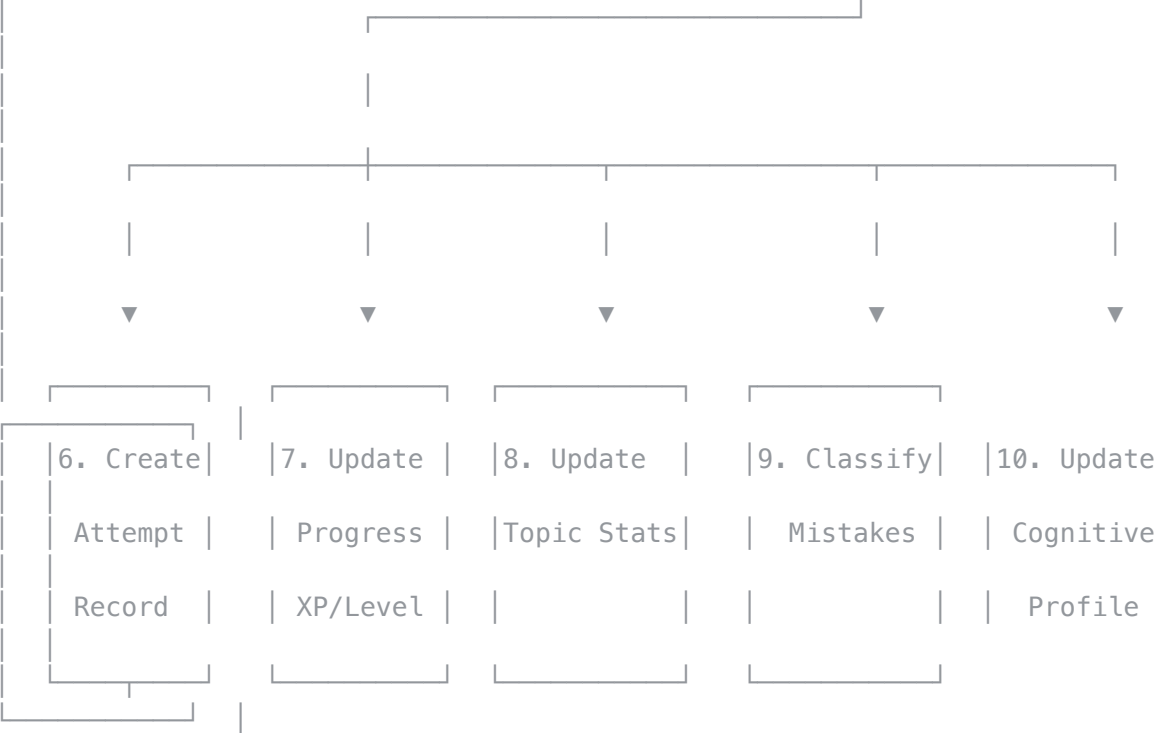 6. Create 7. Update 8. Update 9. Classify 10. Update
Attempt Progress Topic Stats Mistakes Cognitive
Record XP/Level Profile